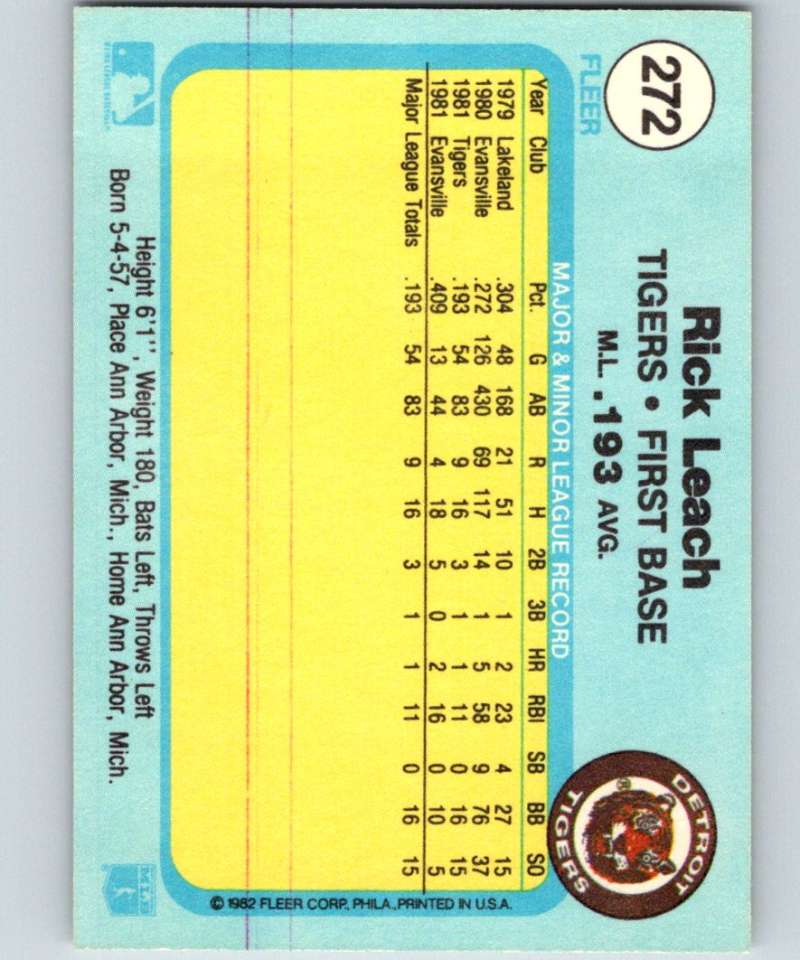 272
FLEER
Rick Leach
TIGERS • FIRST BASE
M.L. .193 AVG.
DETROIT
TIGERS
®
MAJOR & MINOR LEAGUE RECORD
Year Club Pct. G AB R H 2B 3B HR RBI SB BB SO
1979 Lakeland .304 48 168 21 51 10 1 2 23 4 27 15
1980 Evansville .272 126 430 69 117 14 1 5 58 9 76 37
1981 Tigers .193 54 83 9 16 3 1 1 11 0 16 15
1981 Evansville .409 13 44 4 18 5 0 2 16 0 10 5
Major League Totals .193 54 83 9 16 3 1 1 11 0 16 15
© 1982 FLEER CORP., PHILA., PRINTED IN U.S.A.
Height 6'1", Weight 180, Bats Left, Throws Left
Born 5-4-57, Place Ann Arbor, Mich., Home Ann Arbor, Mich.